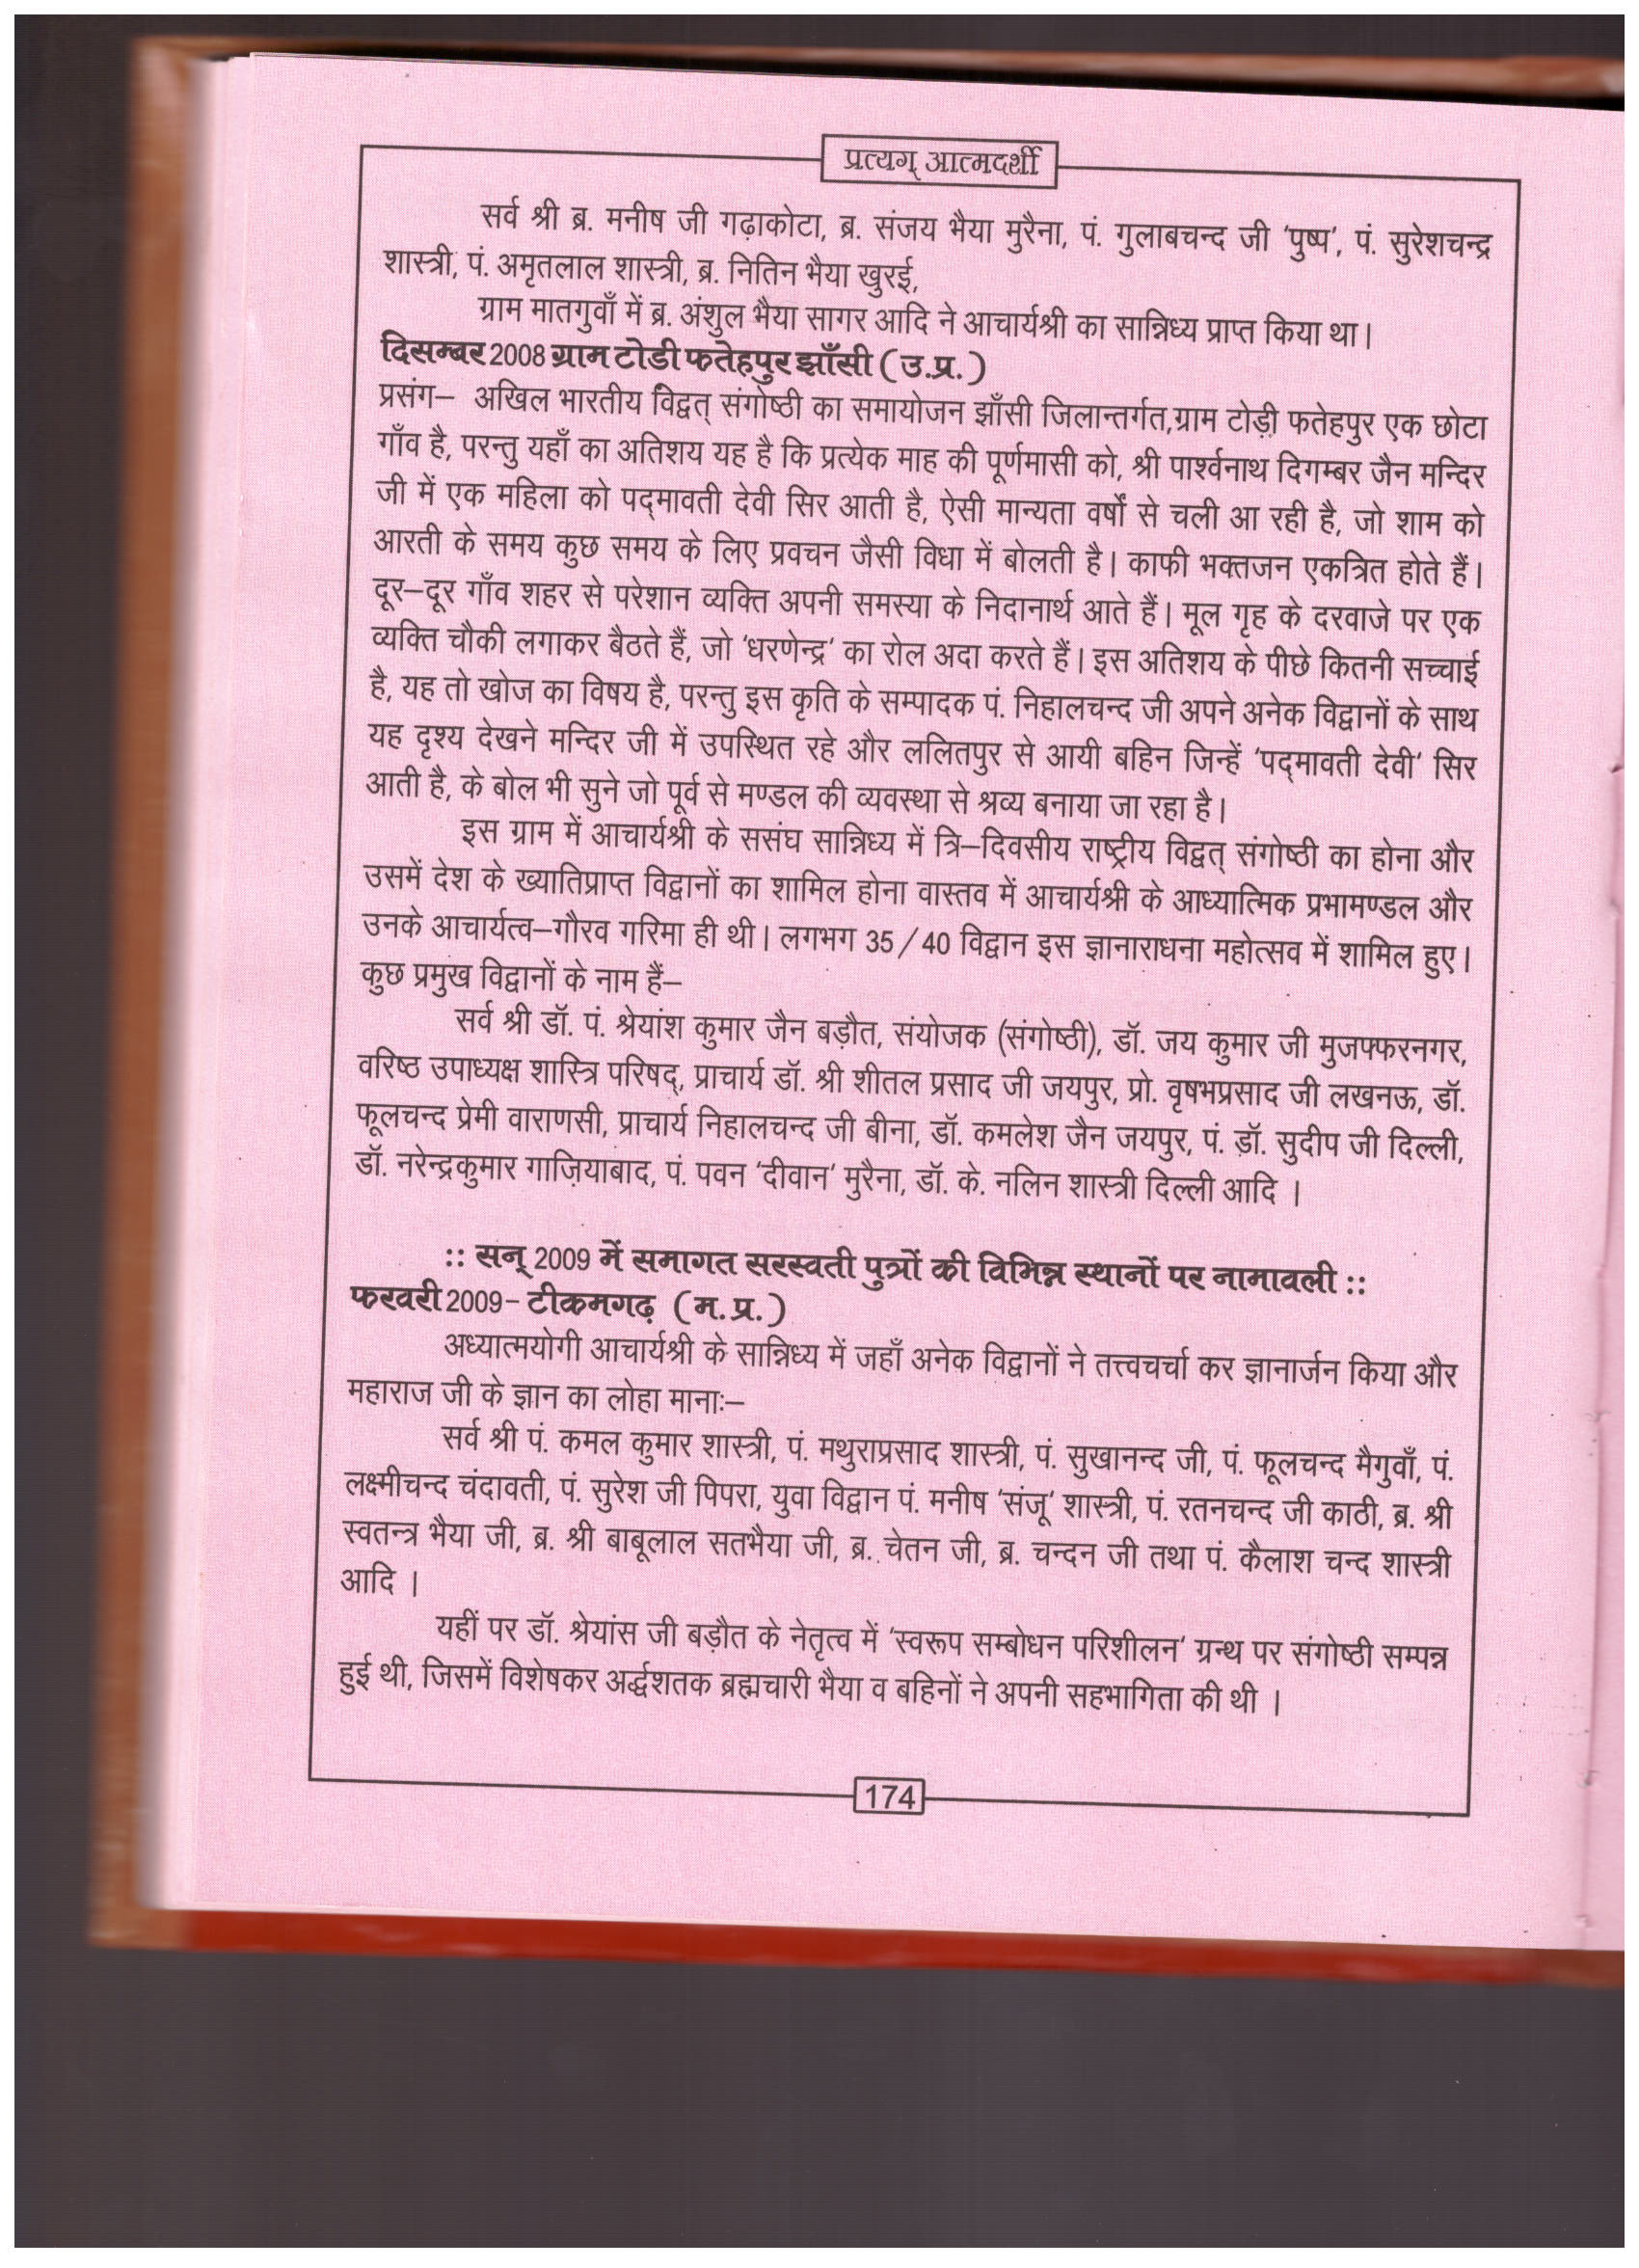 प्रत्यग् आत्मदर्शी
सर्व श्री ब्र. मनीष जी गढ़ाकोटा, ब्र. संजय भैया मुरैना, पं. गुलाबचन्द जी ‘पुष्प’, पं. सुरेशचन्द्र
शास्त्री, पं. अमृतलाल शास्त्री, ब्र. नितिन भैया खुरई,
ग्राम मातगुवाँ में ब्र. अंशुल भैया सागर आदि ने आचार्यश्री का सान्निध्य प्राप्त किया था।
दिसम्बर 2008 ग्राम टोडी फतेहपुर झाँसी ( उ.प्र. )
प्रसंग– अखिल भारतीय विद्वत् संगोष्ठी का समायोजन झाँसी जिलान्तर्गत,ग्राम टोड़ी फतेहपुर एक छोटा
गाँव है, परन्तु यहाँ का अतिशय यह है कि प्रत्येक माह की पूर्णमासी को, श्री पार्श्वनाथ दिगम्बर जैन मन्दिर
जी में एक महिला को पद्‌मावती देवी सिर आती है, ऐसी मान्यता वर्षों से चली आ रही है, जो शाम को
आरती के समय कुछ समय के लिए प्रवचन जैसी विधा में बोलती है। काफी भक्तजन एकत्रित होते हैं।
दूर–दूर गाँव शहर से परेशान व्यक्ति अपनी समस्या के निदानार्थ आते हैं। मूल गृह के दरवाजे पर एक
व्यक्ति चौकी लगाकर बैठते हैं, जो ‘धरणेन्द्र’ का रोल अदा करते हैं। इस अतिशय के पीछे कितनी सच्चाई
है, यह तो खोज का विषय है, परन्तु इस कृति के सम्पादक पं. निहालचन्द जी अपने अनेक विद्वानों के साथ
यह दृश्य देखने मन्दिर जी में उपस्थित रहे और ललितपुर से आयी बहिन जिन्हें ‘पद्‌मावती देवी’ सिर
आती है, के बोल भी सुने जो पूर्व से मण्डल की व्यवस्था से श्रव्य बनाया जा रहा है।
इस ग्राम में आचार्यश्री के ससंघ सान्निध्य में त्रि–दिवसीय राष्ट्रीय विद्वत् संगोष्ठी का होना और
उसमें देश के ख्यातिप्राप्त विद्वानों का शामिल होना वास्तव में आचार्यश्री के आध्यात्मिक प्रभामण्डल और
उनके आचार्यत्व–गौरव गरिमा ही थी। लगभग 35/40 विद्वान इस ज्ञानाराधना महोत्सव में शामिल हुए।
कुछ प्रमुख विद्वानों के नाम हैं–
सर्व श्री डॉ. पं. श्रेयांश कुमार जैन बड़ौत, संयोजक (संगोष्ठी), डॉ. जय कुमार जी मुजफ्फरनगर,
वरिष्ठ उपाध्यक्ष शास्त्रि परिषद्, प्राचार्य डॉ. श्री शीतल प्रसाद जी जयपुर, प्रो. वृषभप्रसाद जी लखनऊ, डॉ.
फूलचन्द प्रेमी वाराणसी, प्राचार्य निहालचन्द जी बीना, डॉ. कमलेश जैन जयपुर, पं. ड़ॉ. सुदीप जी दिल्ली,
डॉ. नरेन्द्रकुमार गाज़ियाबाद, पं. पवन ‘दीवान’ मुरैना, डॉ. के. नलिन शास्त्री दिल्ली आदि ।
:: सन् 2009 में समागत सरस्वती पुत्रों की विभिन्न स्थानों पर नामावली ::
फरवरी 2009- टीकमगढ़ ( म.प्र. )
अध्यात्मयोगी आचार्यश्री के सान्निध्य में जहाँ अनेक विद्वानों ने तत्त्वचर्चा कर ज्ञानार्जन किया और
महाराज जी के ज्ञान का लोहा मानाः–
सर्व श्री पं. कमल कुमार शास्त्री, पं. मथुराप्रसाद शास्त्री, पं. सुखानन्द जी, पं. फूलचन्द मैगुवाँ, पं.
लक्ष्मीचन्द चंदावती, पं. सुरेश जी पिपरा, युवा विद्वान पं. मनीष ‘संजू’ शास्त्री, पं. रतनचन्द जी काठी, ब्र. श्री
स्वतन्त्र भैया जी, ब्र. श्री बाबूलाल सतभैया जी, ब्र. चेतन जी, ब्र. चन्दन जी तथा पं. कैलाश चन्द शास्त्री
आदि ।
यहीं पर डॉ. श्रेयांस जी बड़ौत के नेतृत्व में ‘स्वरूप सम्बोधन परिशीलन’ ग्रन्थ पर संगोष्ठी सम्पन्न
हुई थी, जिसमें विशेषकर अर्द्धशतक ब्रह्मचारी भैया व बहिनों ने अपनी सहभागिता की थी ।
174